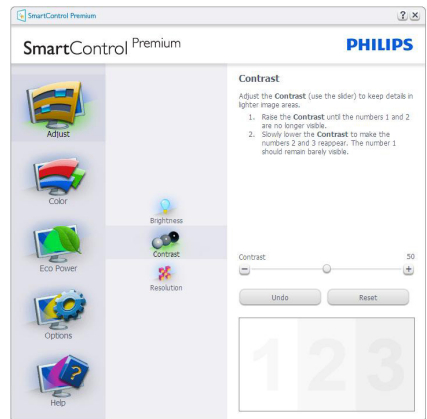 SmartControl Premium
? X
SmartControl Premium
PHILIPS
Adjust
Color
Eco Power
Options
Help
Brightness
Contrast
Resolution
Contrast
Adjust the Contrast (use the slider) to keep details in
lighter image areas.
1. Rase the Contrast until the numbers 1 and 2
are no longer visible.
2. Slowly lower the Contrast to make the
numbers 2 and 3 reappear. The number 1
should remain barely visible.
Contrast 50
Undo Reset
1 2 3